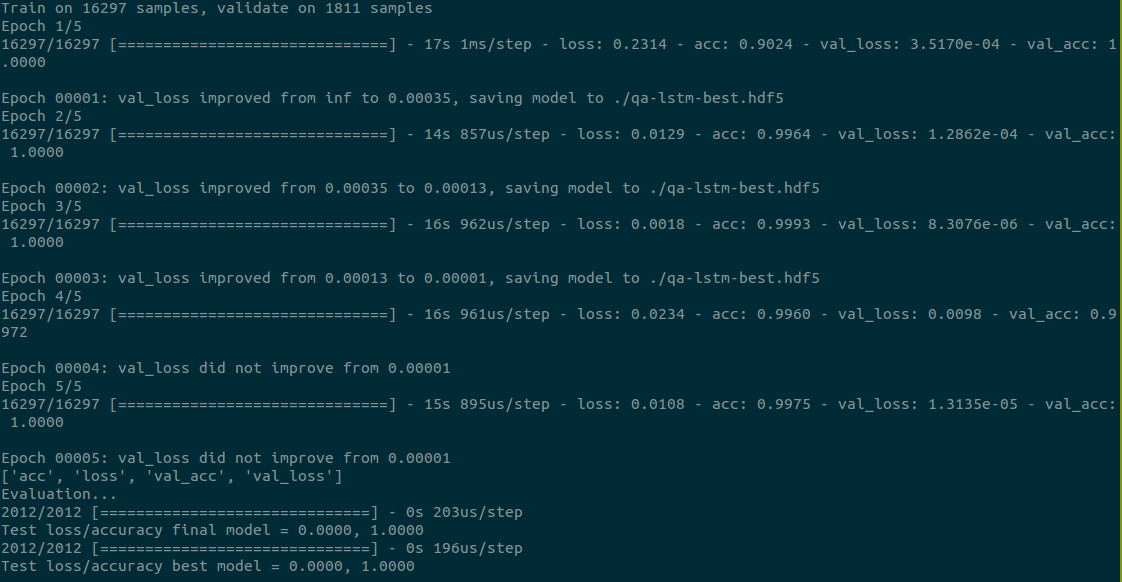 Train on 16297 samples, validate on 1811 samples
Epoch 1/5
16297/16297 [==============================] - 17s 1ms/step - loss: 0.2314 - acc: 0.9024 - val_loss: 3.5170e-04 - val_acc: 1
.0000
Epoch 00001: val_loss improved from inf to 0.00035, saving model to ./qa-lstm-best.hdf5
Epoch 2/5
16297/16297 [==============================] - 14s 857us/step - loss: 0.0129 - acc: 0.9964 - val_loss: 1.2862e-04 - val_acc:
1.0000
Epoch 00002: val_loss improved from 0.00035 to 0.00013, saving model to ./qa-lstm-best.hdf5
Epoch 3/5
16297/16297 [==============================] - 16s 962us/step - loss: 0.0018 - acc: 0.9993 - val_loss: 8.3076e-06 - val_acc:
1.0000
Epoch 00003: val_loss improved from 0.00013 to 0.00001, saving model to ./qa-lstm-best.hdf5
Epoch 4/5
16297/16297 [==============================] - 16s 961us/step - loss: 0.0234 - acc: 0.9960 - val_loss: 0.0098 - val_acc: 0.9
972
Epoch 00004: val_loss did not improve from 0.00001
Epoch 5/5
16297/16297 [==============================] - 15s 895us/step - loss: 0.0108 - acc: 0.9975 - val_loss: 1.3135e-05 - val_acc:
1.0000
Epoch 00005: val_loss did not improve from 0.00001
['acc', 'loss', 'val_acc', 'val_loss']
Evaluation...
2012/2012 [==============================] - 0s 203us/step
Test loss/accuracy final model = 0.0000, 1.0000
2012/2012 [==============================] - 0s 196us/step
Test loss/accuracy best model = 0.0000, 1.0000